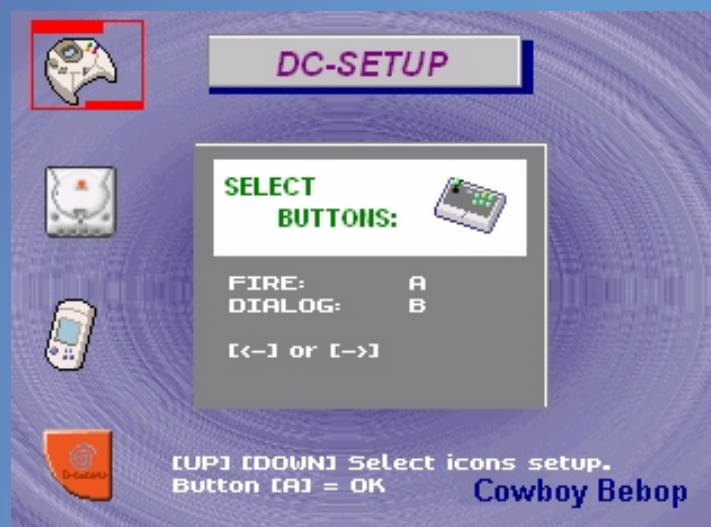 DC-SETUP
SELECT
BUTTONS:
FIRE: A
DIALOG: B
[<-] or [->]
[UP] [DOWN] Select icons setup.
Button [A] = OK
Cowboy Bebop